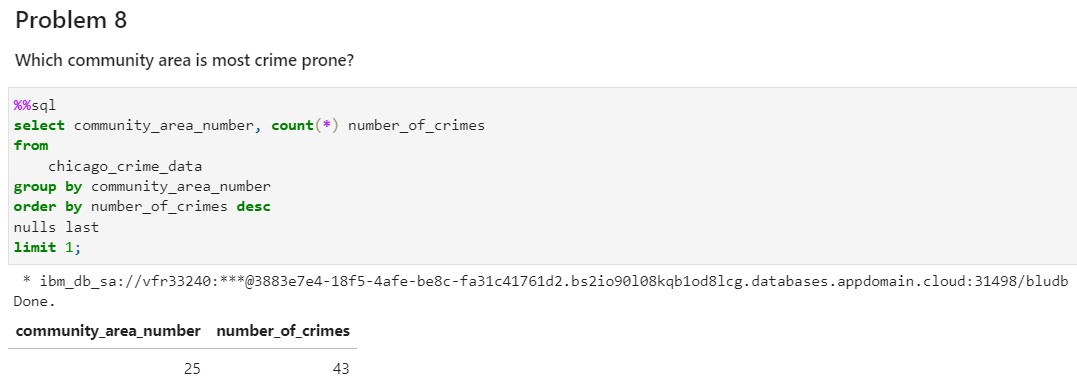 Problem 8
Which community area is most crime prone?
%%sql
select community_area_number, count(*) number_of_crimes
from
    chicago_crime_data
group by community_area_number
order by number_of_crimes desc
nulls last
limit 1;
* ibm_db_sa://vfr33240:***@3883e7e4-18f5-4afe-be8c-fa31c41761d2.bs2io90l08kqb1od8lcg.databases.appdomain.cloud:31498/bludb
Done.
community_area_number number_of_crimes
25 43